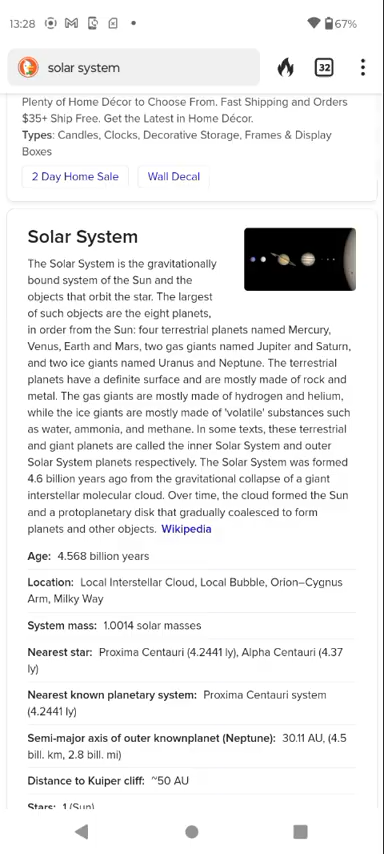 13:28
67%
solar system
32
Plenty of Home Décor to Choose From. Fast Shipping and Orders
$35+ Ship Free. Get the Latest in Home Décor.
Types: Candles, Clocks, Decorative Storage, Frames & Display
Boxes
2 Day Home Sale
Wall Decal
Solar System
The Solar System is the gravitationally
bound system of the Sun and the
objects that orbit the star. The largest
of such objects are the eight planets,
in order from the Sun: four terrestrial planets named Mercury,
Venus, Earth and Mars, two gas giants named Jupiter and Saturn,
and two ice giants named Uranus and Neptune. The terrestrial
planets have a definite surface and are mostly made of rock and
metal. The gas giants are mostly made of hydrogen and helium,
while the ice giants are mostly made of 'volatile' substances such
as water, ammonia, and methane. In some texts, these terrestrial
and giant planets are called the inner Solar System and outer
Solar System planets respectively. The Solar System was formed
4.6 billion years ago from the gravitational collapse of a giant
interstellar molecular cloud. Over time, the cloud formed the Sun
and a protoplanetary disk that gradually coalesced to form
planets and other objects. Wikipedia
Age: 4.568 billion years
Location: Local Interstellar Cloud, Local Bubble, Orion–Cygnus
Arm, Milky Way
System mass: 1.0014 solar masses
Nearest star: Proxima Centauri (4.2441 ly), Alpha Centauri (4.37
ly)
Nearest known planetary system: Proxima Centauri system
(4.2441 ly)
Semi-major axis of outer knownplanet (Neptune): 30.11 AU, (4.5
bill. km, 2.8 bill. mi)
Distance to Kuiper cliff: ~50 AU
Stars: 1 (Sun)